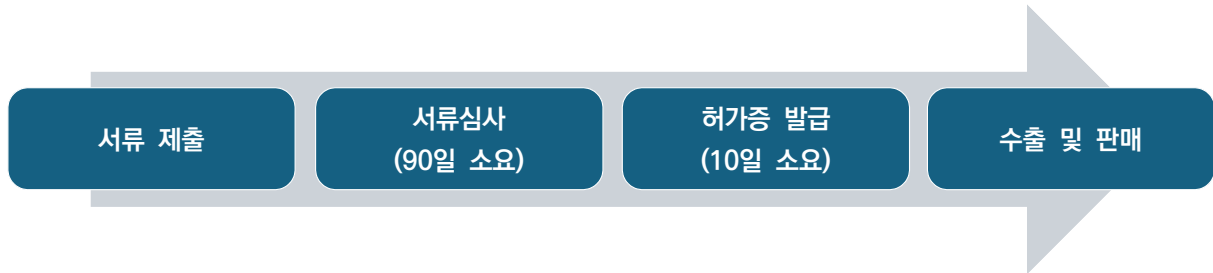 서류 제출
서류심사
(90일 소요)
허가증 발급
(10일 소요)
수출 및 판매